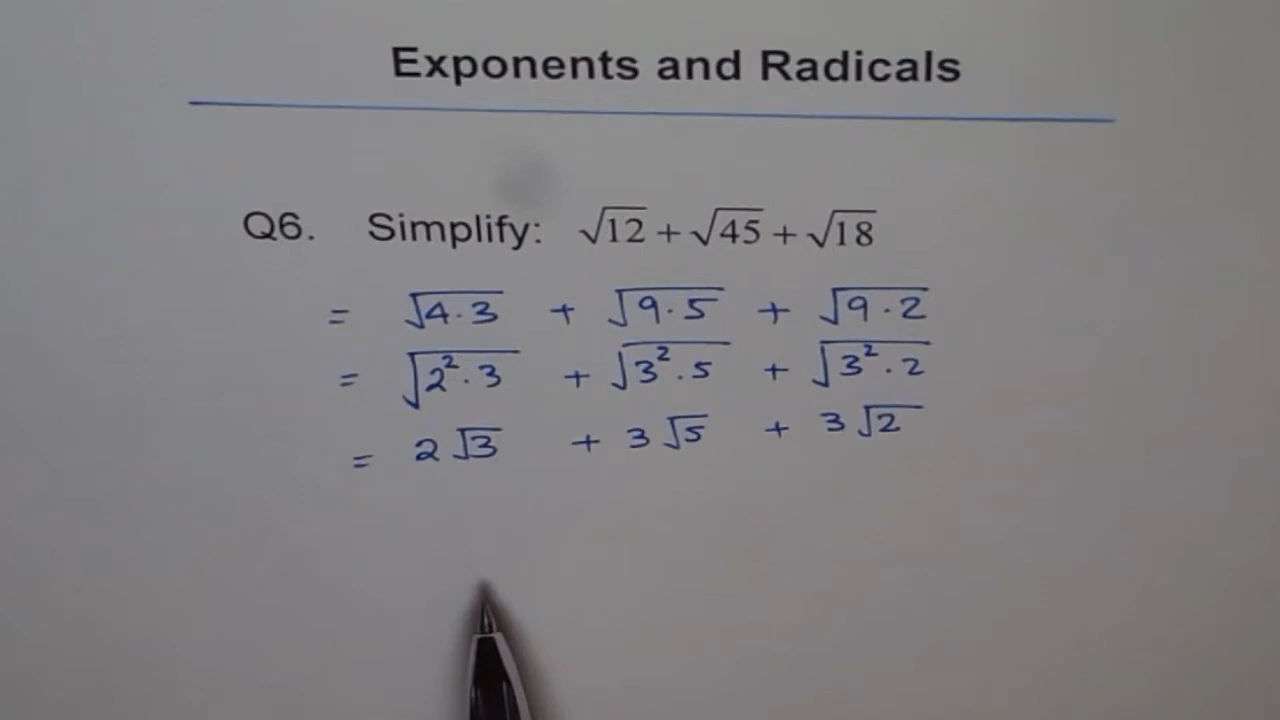 Exponents and Radicals
Q6. Simplify: √12 + √45 + √18
= √4·3 + √9·5 + √9·2
= √2²·3 + √3²·5 + √3²·2
= 2√3 + 3√5 + 3√2